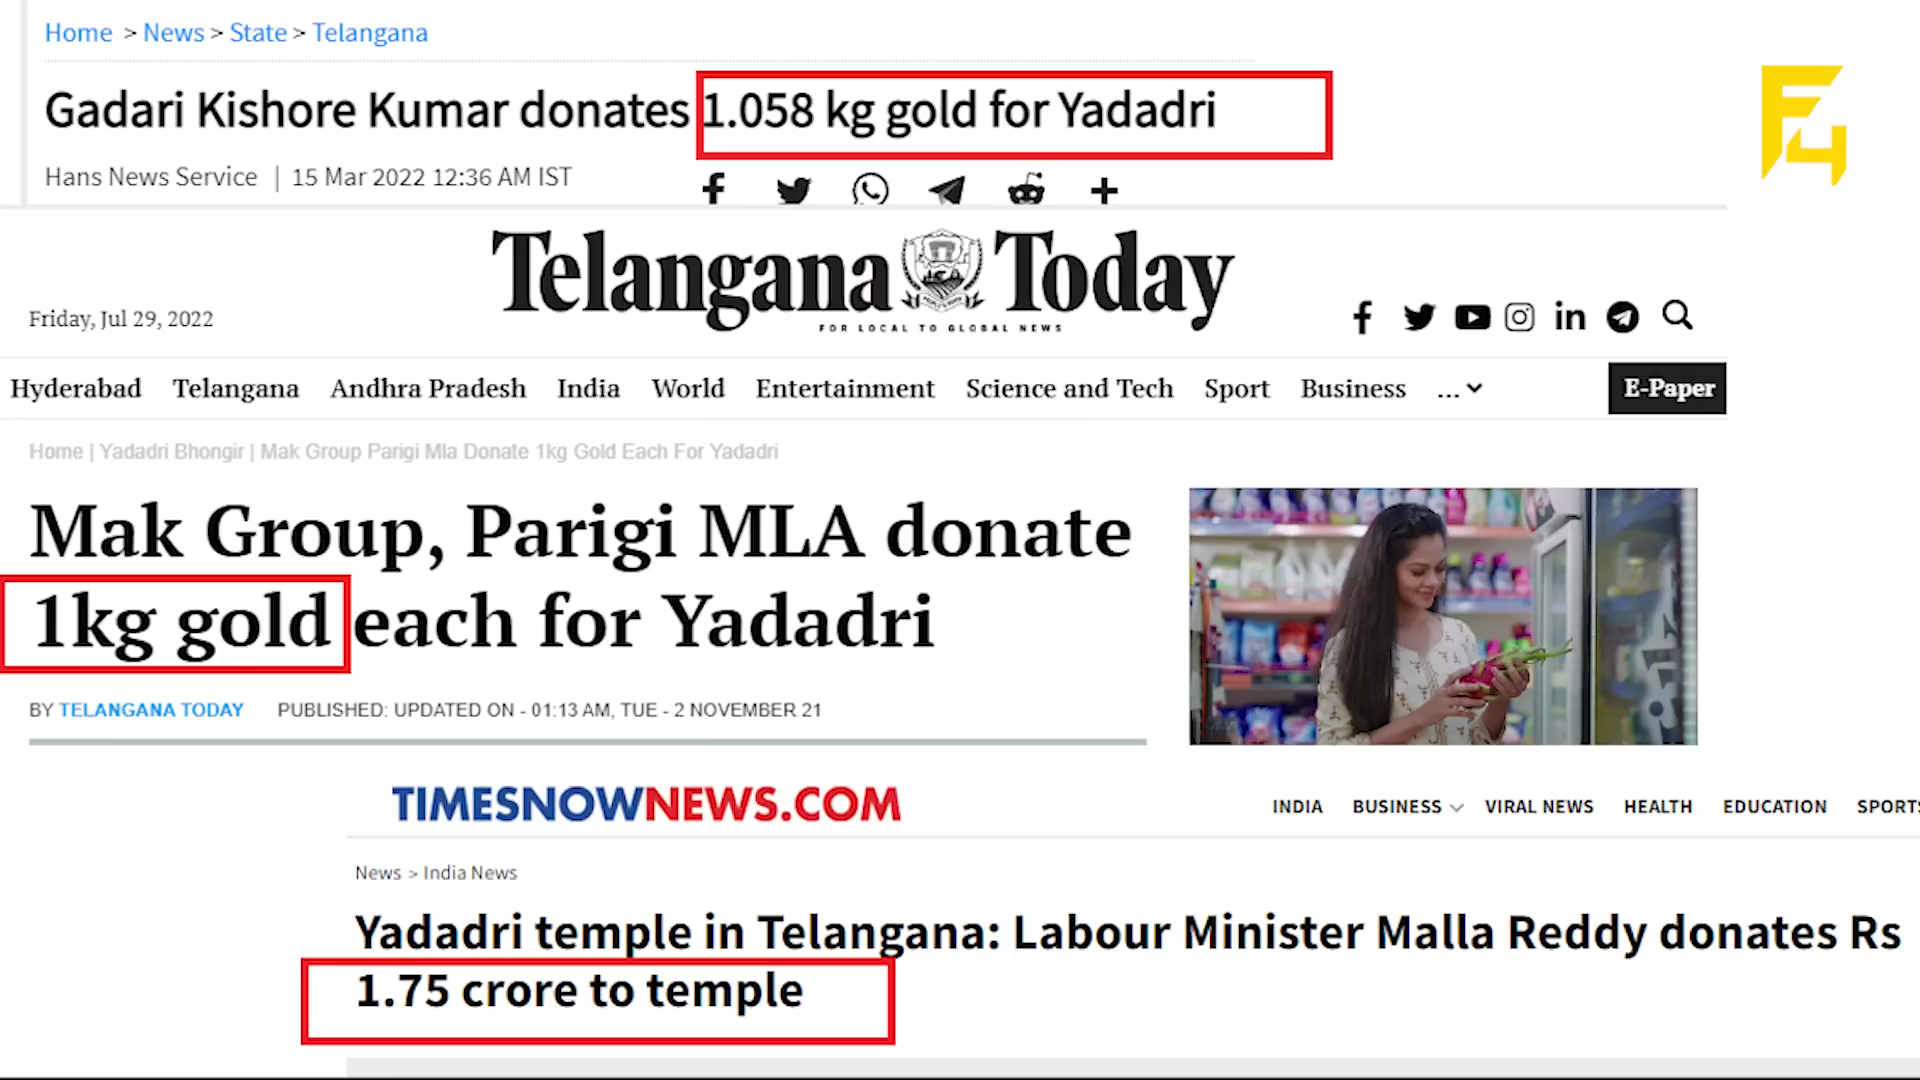 Home > News > State > Telangana
Gadari Kishore Kumar donates 1.058 kg gold for Yadadri
Hans News Service | 15 Mar 2022 12:36 AM IST
F4
Telangana Today
FOR LOCAL TO GLOBAL NEWS
Friday, Jul 29, 2022
Hyderabad Telangana Andhra Pradesh India World Entertainment Science and Tech Sport Business ... E-Paper
Home | Yadadri Bhongir | Mak Group Parigi Mla Donate 1kg Gold Each For Yadadri
Mak Group, Parigi MLA donate
1kg gold each for Yadadri
BY TELANGANA TODAY PUBLISHED: UPDATED ON - 01:13 AM, TUE - 2 NOVEMBER 21
TIMESNOWNEWS.COM
INDIA BUSINESS VIRAL NEWS HEALTH EDUCATION SPORTS
News > India News
Yadadri temple in Telangana: Labour Minister Malla Reddy donates Rs
1.75 crore to temple